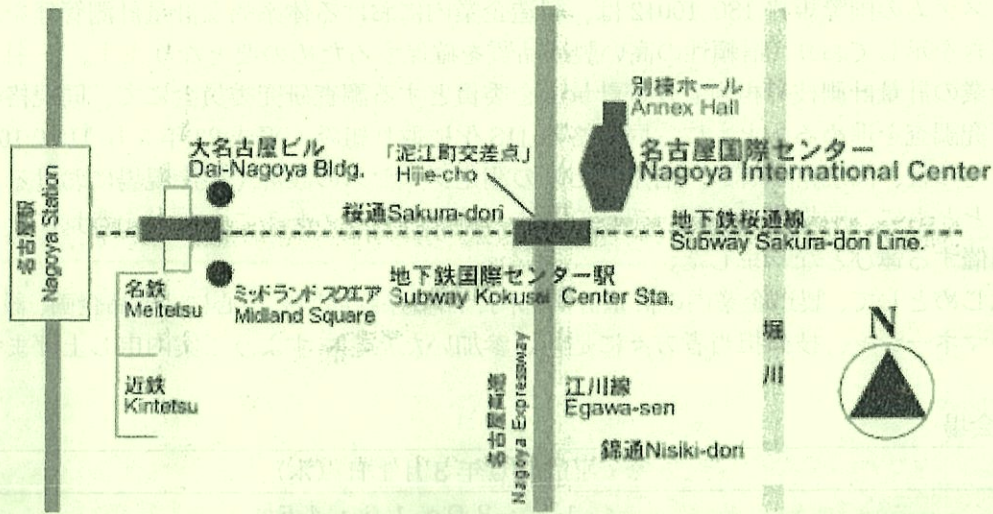 別棟ホール
Annex Hall
大名古屋ビル
Dai-Nagoya Bldg.
「泥江町交差点」
Hijie-cho
名古屋国際センター
Nagoya International Center
名古屋駅
Nagoya Station
桜通Sakura-dori
地下鉄桜通線
Subway Sakura-dori Line.
名鉄
Meitetsu
ミッドランドスクエア
Midland Square
地下鉄国際センター駅
Subway Kokusai Center Sta.
近鉄
Kintetsu
名古屋高速
Nagoya Expressway
江川線
Egawa-sen
錦通Nisiki-dori
堀川
N